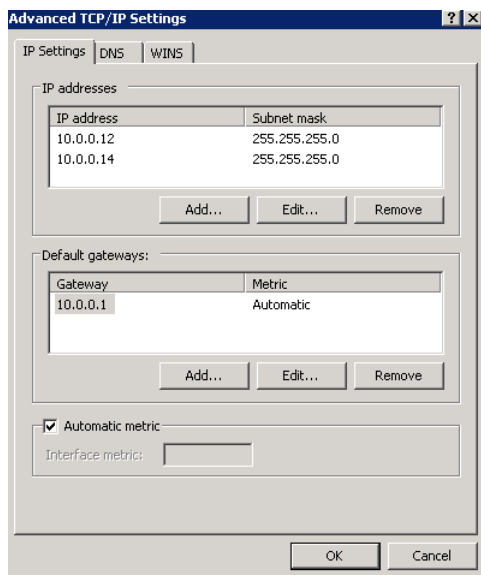 Advanced TCP/IP Settings
IP Settings DNS WINS
IP addresses
IP address Subnet mask
10.0.0.12 255.255.255.0
10.0.0.14 255.255.255.0
Add... Edit... Remove
Default gateways:
Gateway Metric
10.0.0.1 Automatic
Add... Edit... Remove
Automatic metric
Interface metric:
OK Cancel